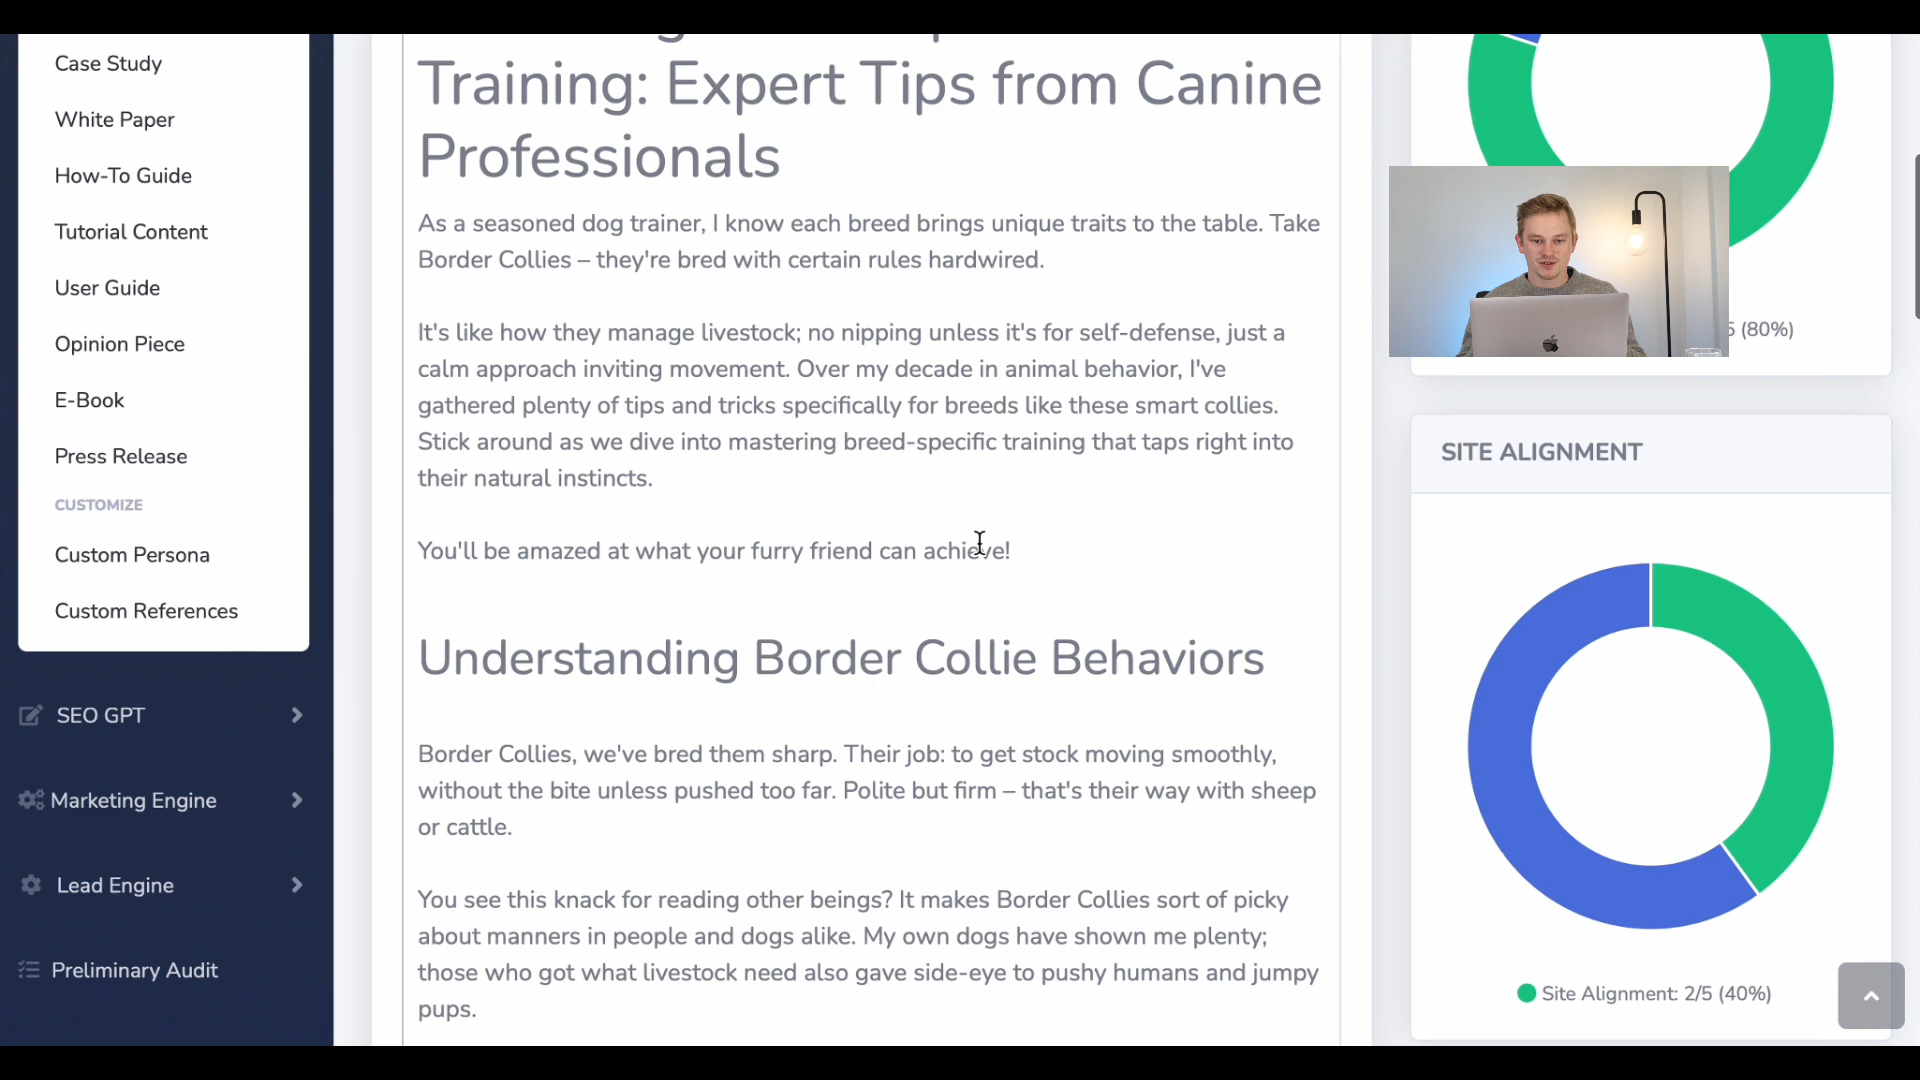 Case Study
White Paper
How-To Guide
Tutorial Content
User Guide
Opinion Piece
E-Book
Press Release
CUSTOMIZE
Custom Persona
Custom References
SEO GPT
Marketing Engine
Lead Engine
Preliminary Audit
Training: Expert Tips from Canine
Professionals
As a seasoned dog trainer, I know each breed brings unique traits to the table. Take
Border Collies – they're bred with certain rules hardwired.
It's like how they manage livestock; no nipping unless it's for self-defense, just a
calm approach inviting movement. Over my decade in animal behavior, I've
gathered plenty of tips and tricks specifically for breeds like these smart collies.
Stick around as we dive into mastering breed-specific training that taps right into
their natural instincts.
You'll be amazed at what your furry friend can achieve!
Understanding Border Collie Behaviors
Border Collies, we've bred them sharp. Their job: to get stock moving smoothly,
without the bite unless pushed too far. Polite but firm – that's their way with sheep
or cattle.
You see this knack for reading other beings? It makes Border Collies sort of picky
about manners in people and dogs alike. My own dogs have shown me plenty;
those who got what livestock need also gave side-eye to pushy humans and jumpy
pups.
5 (80%)
SITE ALIGNMENT
Site Alignment: 2/5 (40%)